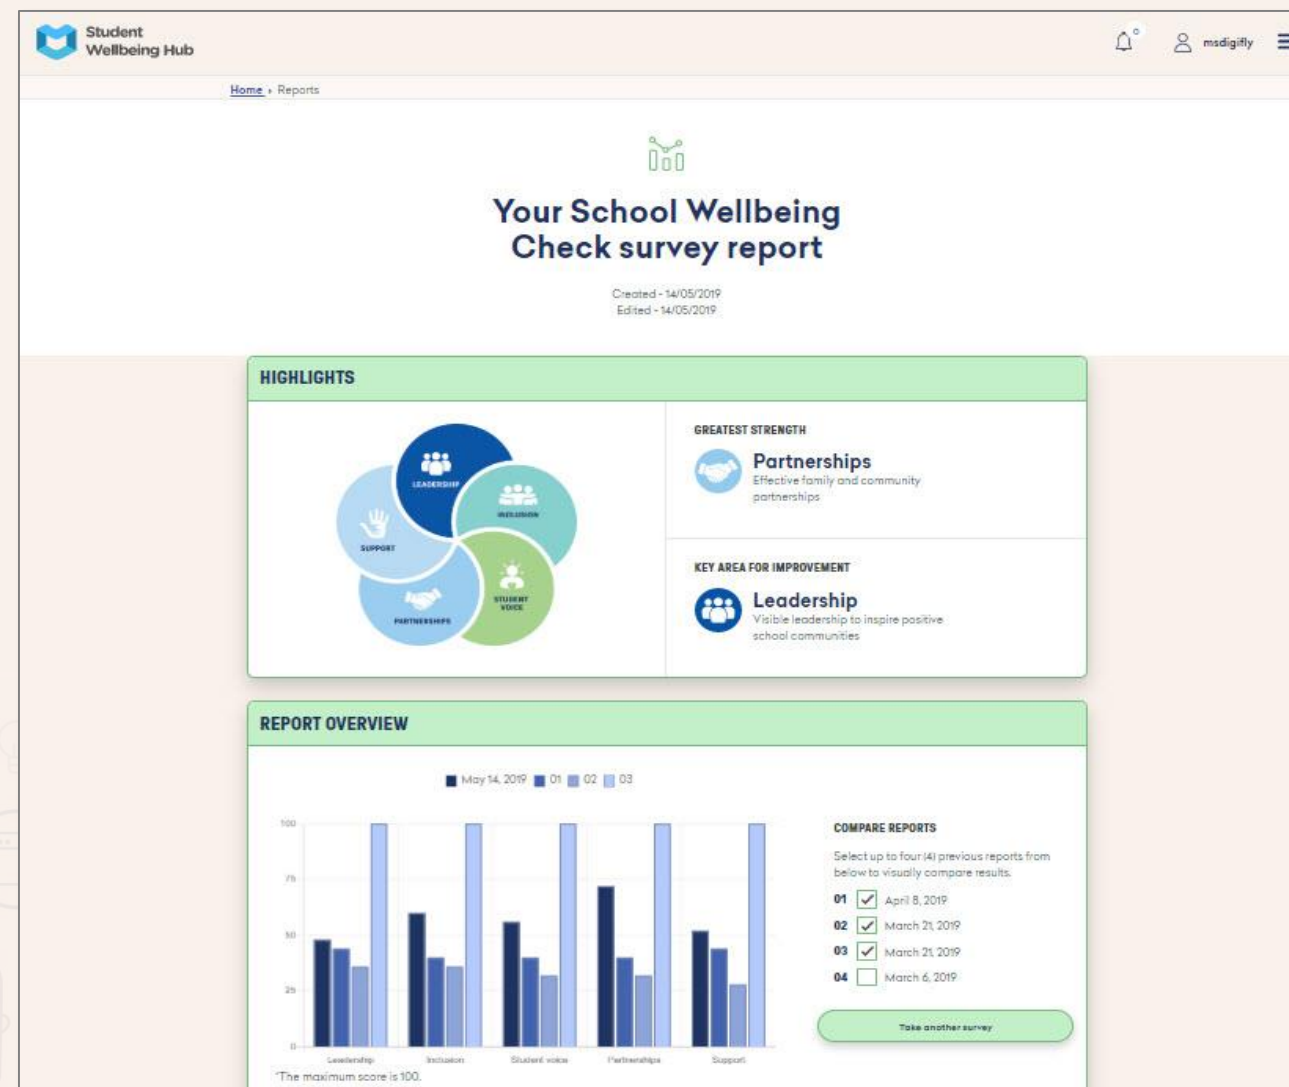 Student
Wellbeing Hub
0
msdigifly
Home › Reports
Your School Wellbeing
Check survey report
Created - 14/05/2019
Edited - 14/05/2019
HIGHLIGHTS
LEADERSHIP
INCLUSION
SUPPORT
STUDENT
VOICE
PARTNERSHIPS
GREATEST STRENGTH
Partnerships
Effective family and community
partnerships
KEY AREA FOR IMPROVEMENT
Leadership
Visible leadership to inspire positive
school communities
REPORT OVERVIEW
May 14, 2019 01 02 03
100
75
50
25
0
Leadership Inclusion Student voice Partnerships Support
*The maximum score is 100.
COMPARE REPORTS
Select up to four (4) previous reports from
below to visually compare results.
01 April 8, 2019
02 March 21, 2019
03 March 21, 2019
04 March 6, 2019
Take another survey